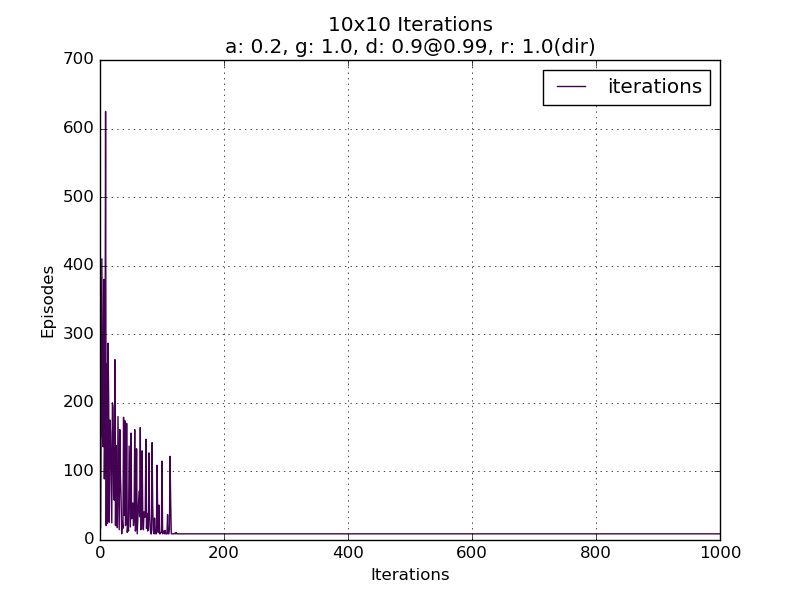 10x10 Iterations
a: 0.2, g: 1.0, d: 0.9@0.99, r: 1.0(dir)
700
600
500
400
300
200
100
0
Episodes
iterations
0 200 400 600 800 1000
Iterations